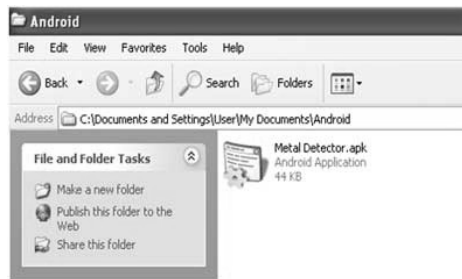 Android
File Edit View Favorites Tools Help
Back Search Folders
Address C:\Documents and Settings\User\My Documents\Android
File and Folder Tasks
Make a new folder
Publish this folder to the
Web
Share this folder
Metal Detector.apk
Android Application
44 KB